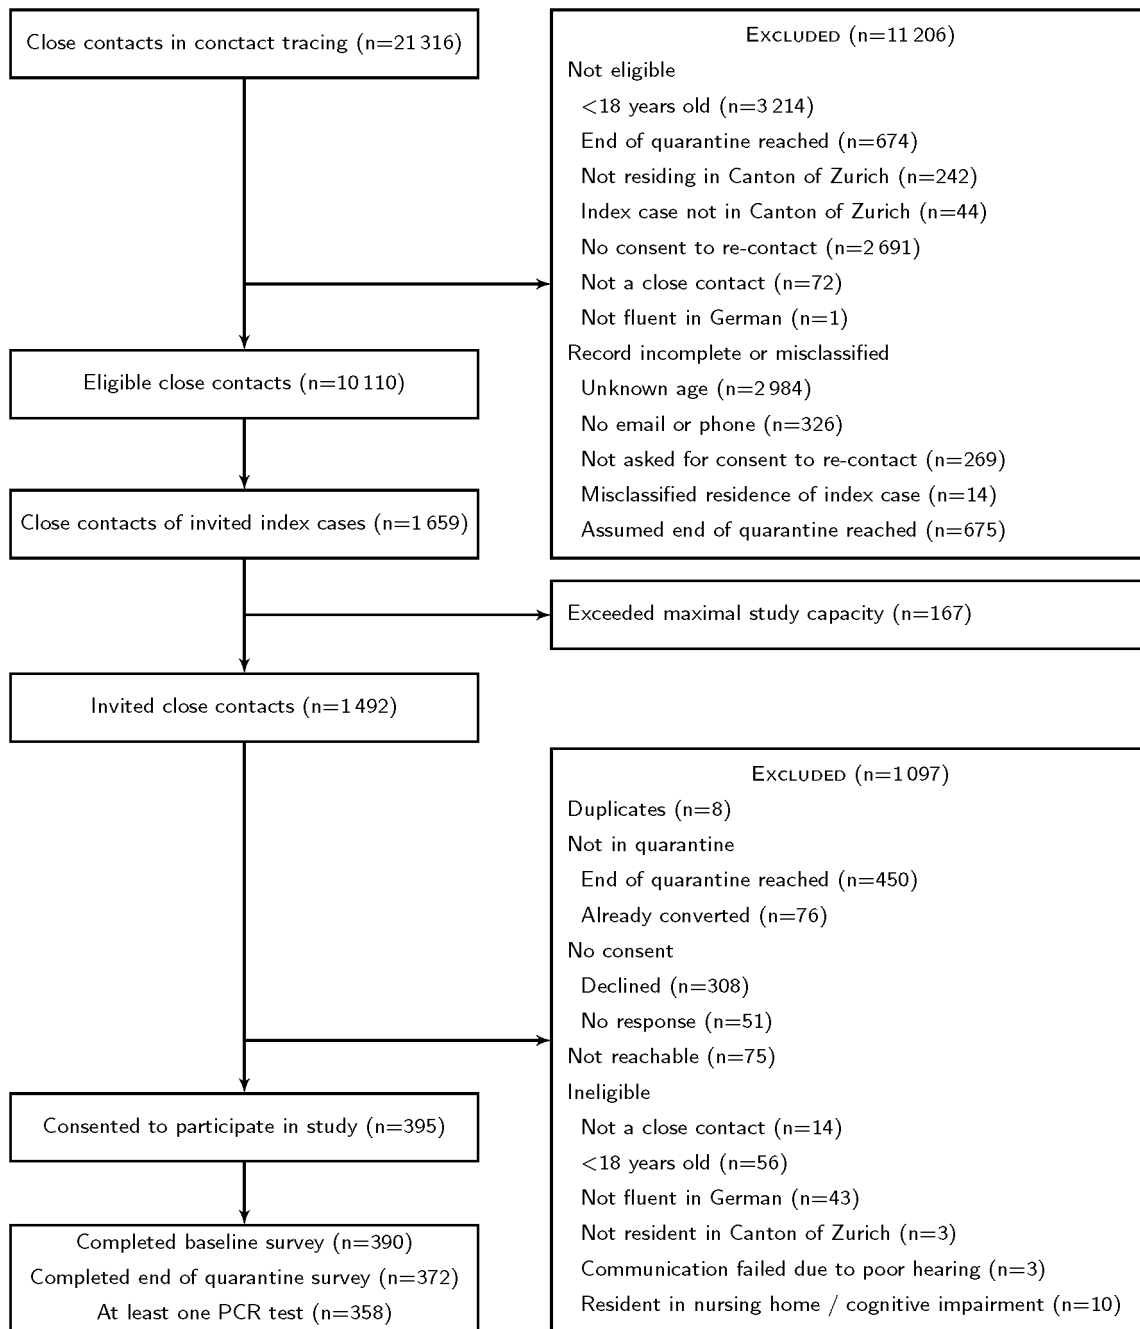 Close contacts in conctact tracing (n=21 316)
EXCLUDED (n=11 206)
Not eligible
<18 years old (n=3 214)
End of quarantine reached (n=674)
Not residing in Canton of Zurich (n=242)
Index case not in Canton of Zurich (n=44)
No consent to re-contact (n=2 691)
Not a close contact (n=72)
Not fluent in German (n=1)
Record incomplete or misclassified
Unknown age (n=2 984)
No email or phone (n=326)
Not asked for consent to re-contact (n=269)
Misclassified residence of index case (n=14)
Assumed end of quarantine reached (n=675)
Eligible close contacts (n=10 110)
Close contacts of invited index cases (n=1 659)
Exceeded maximal study capacity (n=167)
Invited close contacts (n=1 492)
EXCLUDED (n=1 097)
Duplicates (n=8)
Not in quarantine
End of quarantine reached (n=450)
Already converted (n=76)
No consent
Declined (n=308)
No response (n=51)
Not reachable (n=75)
Ineligible
Not a close contact (n=14)
<18 years old (n=56)
Not fluent in German (n=43)
Not resident in Canton of Zurich (n=3)
Communication failed due to poor hearing (n=3)
Resident in nursing home / cognitive impairment (n=10)
Consented to participate in study (n=395)
Completed baseline survey (n=390)
Completed end of quarantine survey (n=372)
At least one PCR test (n=358)